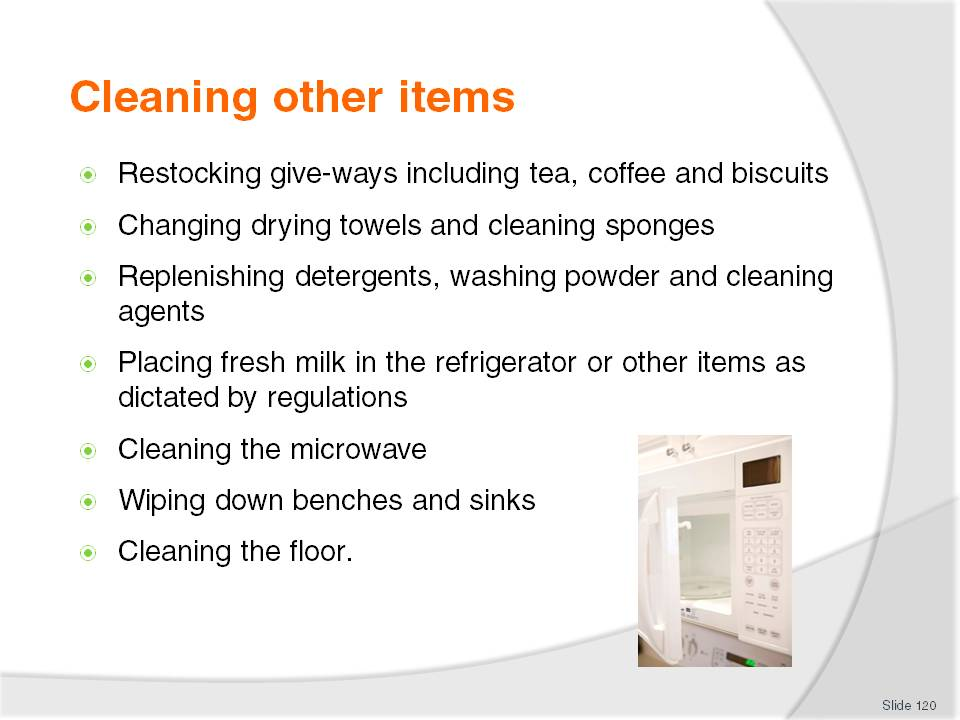 Cleaning other items
Restocking give-ways including tea, coffee and biscuits
Changing drying towels and cleaning sponges
Replenishing detergents, washing powder and cleaning
agents
Placing fresh milk in the refrigerator or other items as
dictated by regulations
Cleaning the microwave
Wiping down benches and sinks
Cleaning the floor.
Slide 120